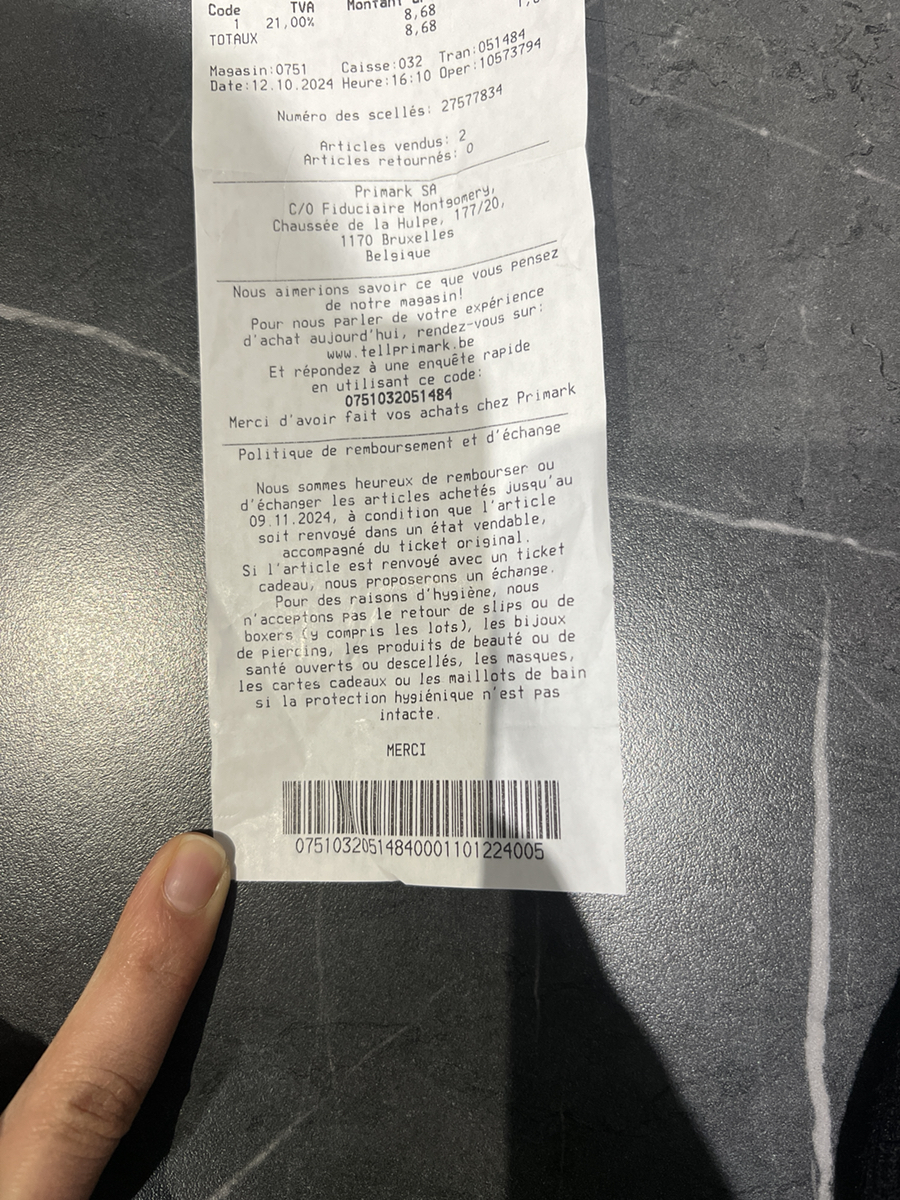 Code TVA Montant
1 21,00% 8,68
TOTAUX 8,68
Magasin:0751 Caisse:032 Tran:051484
Date:12.10.2024 Heure:16:10 Oper:10573794
Numéro des scellés: 27577834
Articles vendus: 2
Articles retournés: 0
Primark SA
C/O Fiduciaire Montgomery,
Chaussée de la Hulpe, 177/20,
1170 Bruxelles
Belgique
Nous aimerions savoir ce que vous pensez
de notre magasin!
Pour nous parler de votre expérience
d'achat aujourd'hui, rendez-vous sur:
www.tellprimark.be
Et répondez à une enquête rapide
en utilisant ce code:
0751032051484
Merci d'avoir fait vos achats chez Primark
Politique de remboursement et d'échange
Nous sommes heureux de rembourser ou
d'échanger les articles achetés jusqu'au
09.11.2024, à condition que l'article
soit renvoyé dans un état vendable,
accompagné du ticket original.
Si l'article est renvoyé avec un ticket
cadeau, nous proposerons un échange.
Pour des raisons d'hygiène, nous
n'acceptons pas le retour de slips ou de
boxers (y compris les lots), les bijoux
de piercing, les produits de beauté ou de
santé ouverts ou descellés, les masques,
les cartes cadeaux ou les maillots de bain
si la protection hygiénique n'est pas
intacte.
MERCI
07510320514840001101224005